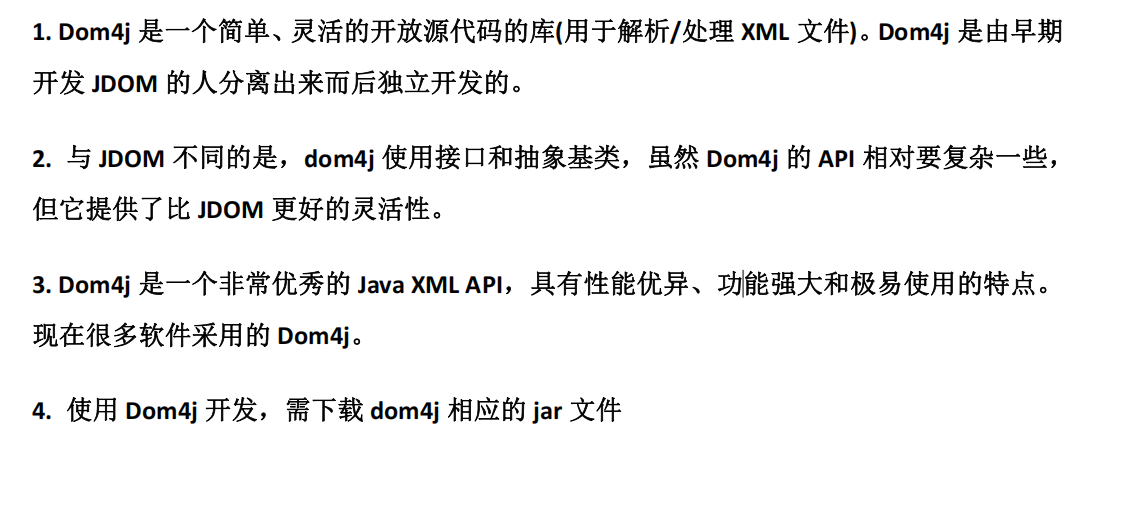 1. Dom4j 是一个简单、灵活的开放源代码的库(用于解析/处理 XML 文件)。Dom4j 是由早期
开发 JDOM 的人分离出来而后独立开发的。
2. 与 JDOM 不同的是，dom4j 使用接口和抽象基类，虽然 Dom4j 的 API 相对要复杂一些，
但它提供了比 JDOM 更好的灵活性。
3. Dom4j 是一个非常优秀的 Java XML API，具有性能优异、功能强大和极易使用的特点。
现在很多软件采用的 Dom4j。
4. 使用 Dom4j 开发，需下载 dom4j 相应的 jar 文件